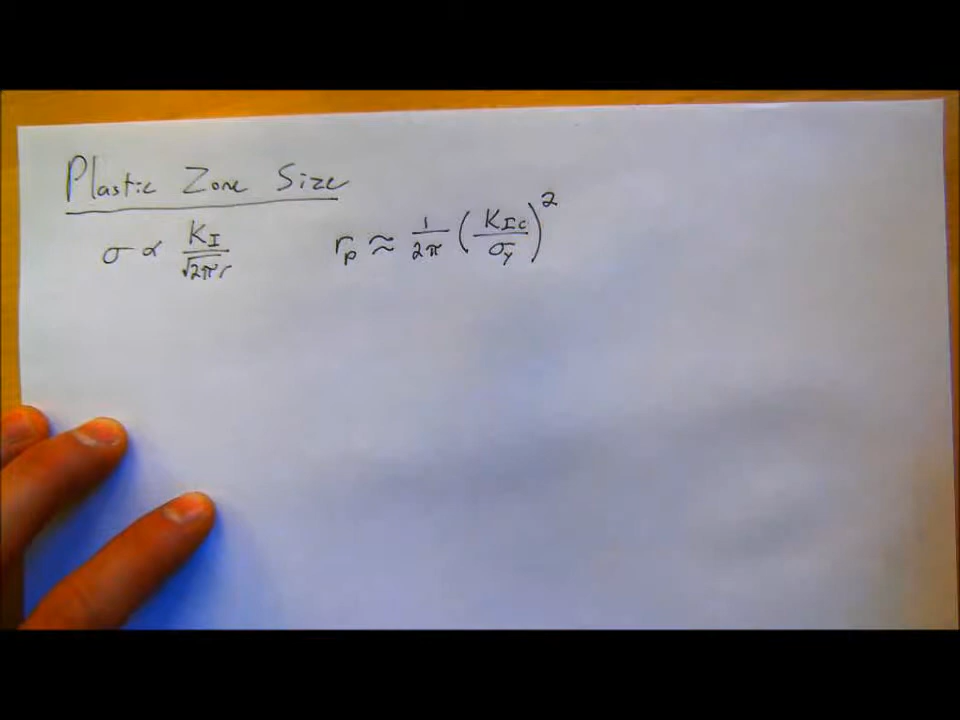 Plastic Zone Size
σ ∝ K_I / √(2πr) r_p ≈ 1/(2π) (K_Ic / σ_y)²